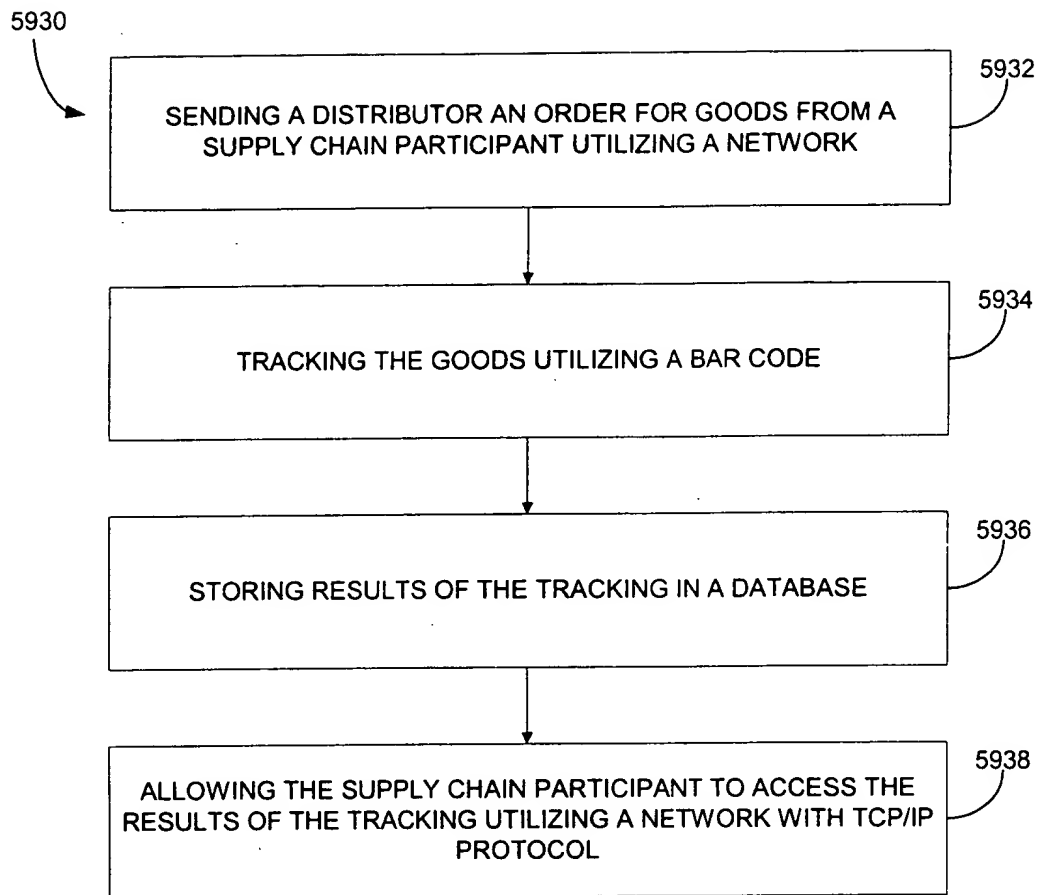 5930
5932
SENDING A DISTRIBUTOR AN ORDER FOR GOODS FROM A
SUPPLY CHAIN PARTICIPANT UTILIZING A NETWORK
5934
TRACKING THE GOODS UTILIZING A BAR CODE
5936
STORING RESULTS OF THE TRACKING IN A DATABASE
5938
ALLOWING THE SUPPLY CHAIN PARTICIPANT TO ACCESS THE
RESULTS OF THE TRACKING UTILIZING A NETWORK WITH TCP/IP
PROTOCOL